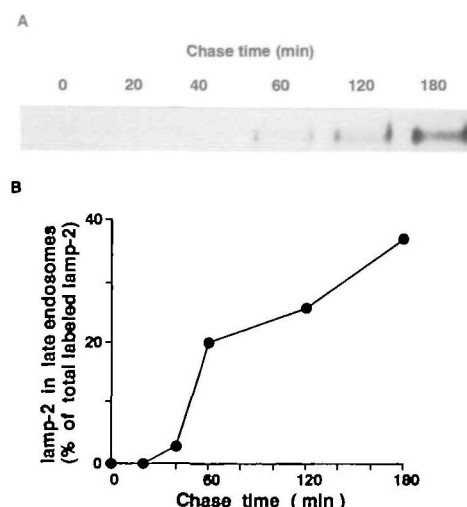 A
Chase time (min)
0 20 40 60 120 180
B
lamp-2 in late endosomes
(% of total labeled lamp-2)
40
20
0
0 60 120 180
Chase time ( min )